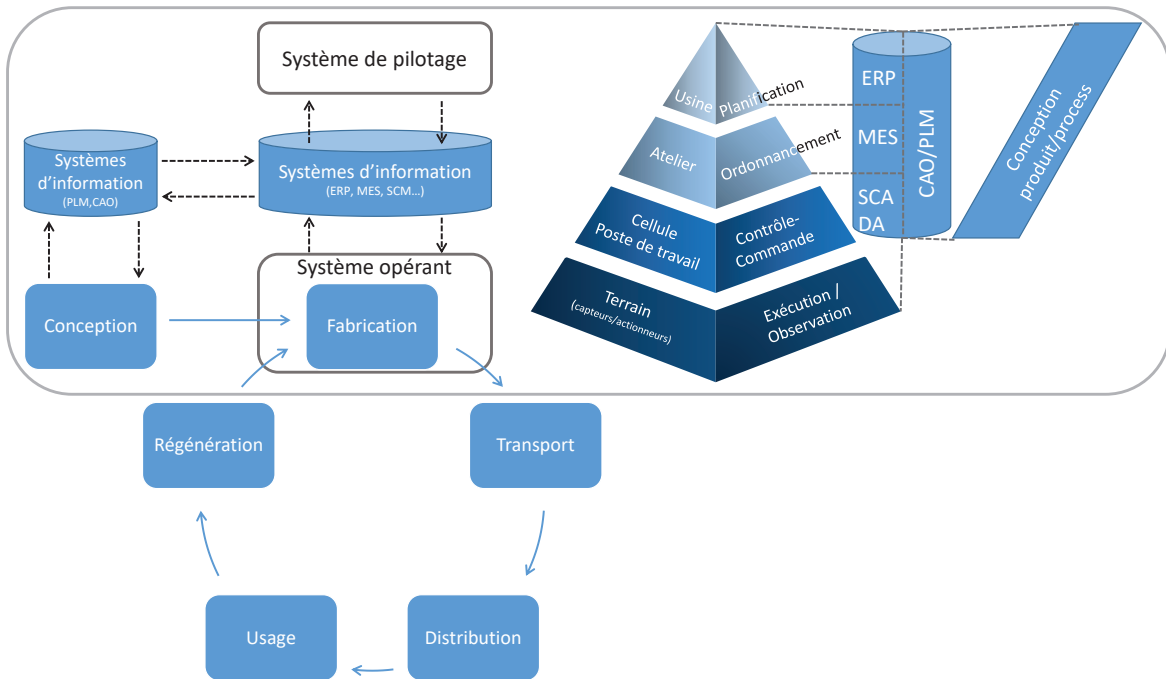 Système de pilotage
Systèmes
d'information
(PLM,CAO)
Systèmes d'information
(ERP, MES, SCM...)
Système opérant
Conception
Fabrication
Régénération
Transport
Usage
Distribution
Usine
Planification
Atelier
Ordonnancement
Cellule
Poste de travail
Contrôle-
Commande
Terrain
(capteurs/actionneurs)
Exécution /
Observation
ERP
MES
SCA
DA
CAO/PLM
Conception
produit/process